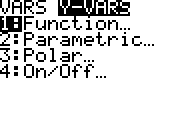 VARS Y-VARS
1:Function…
2:Parametric…
3:Polar…
4:On/Off…